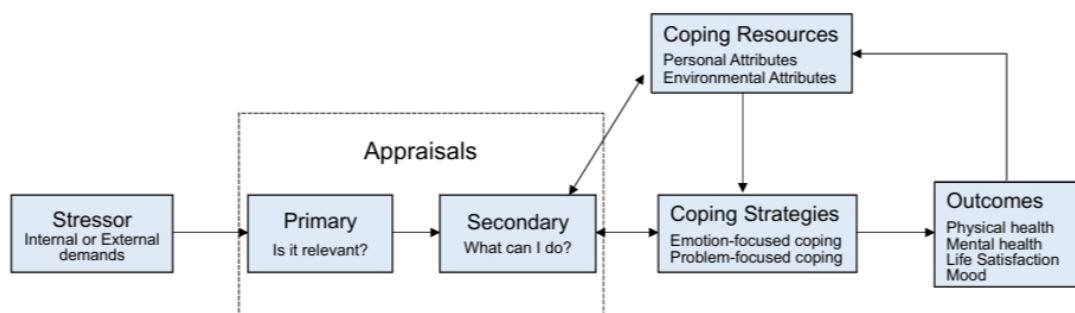 Coping Resources
Personal Attributes
Environmental Attributes
Appraisals
Stressor
Internal or External
demands
Primary
Is it relevant?
Secondary
What can I do?
Coping Strategies
Emotion-focused coping
Problem-focused coping
Outcomes
Physical health
Mental health
Life Satisfaction
Mood